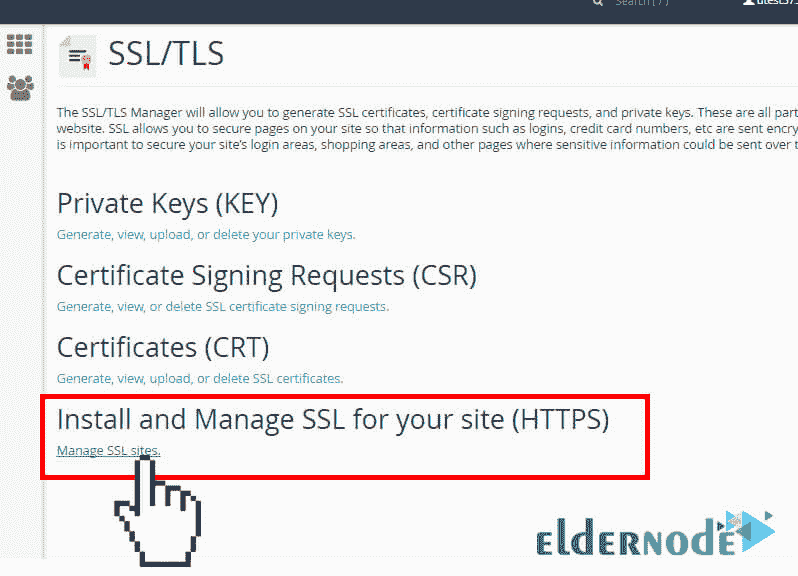 Search ( / )
SSL/TLS
The SSL/TLS Manager will allow you to generate SSL certificates, certificate signing requests, and private keys. These are all part
website. SSL allows you to secure pages on your site so that information such as logins, credit card numbers, etc are sent encry
is important to secure your site's login areas, shopping areas, and other pages where sensitive information could be sent over t
Private Keys (KEY)
Generate, view, upload, or delete your private keys.
Certificate Signing Requests (CSR)
Generate, view, or delete SSL certificate signing requests.
Certificates (CRT)
Generate, view, upload, or delete SSL certificates.
Install and Manage SSL for your site (HTTPS)
Manage SSL sites.
ELDERNODE